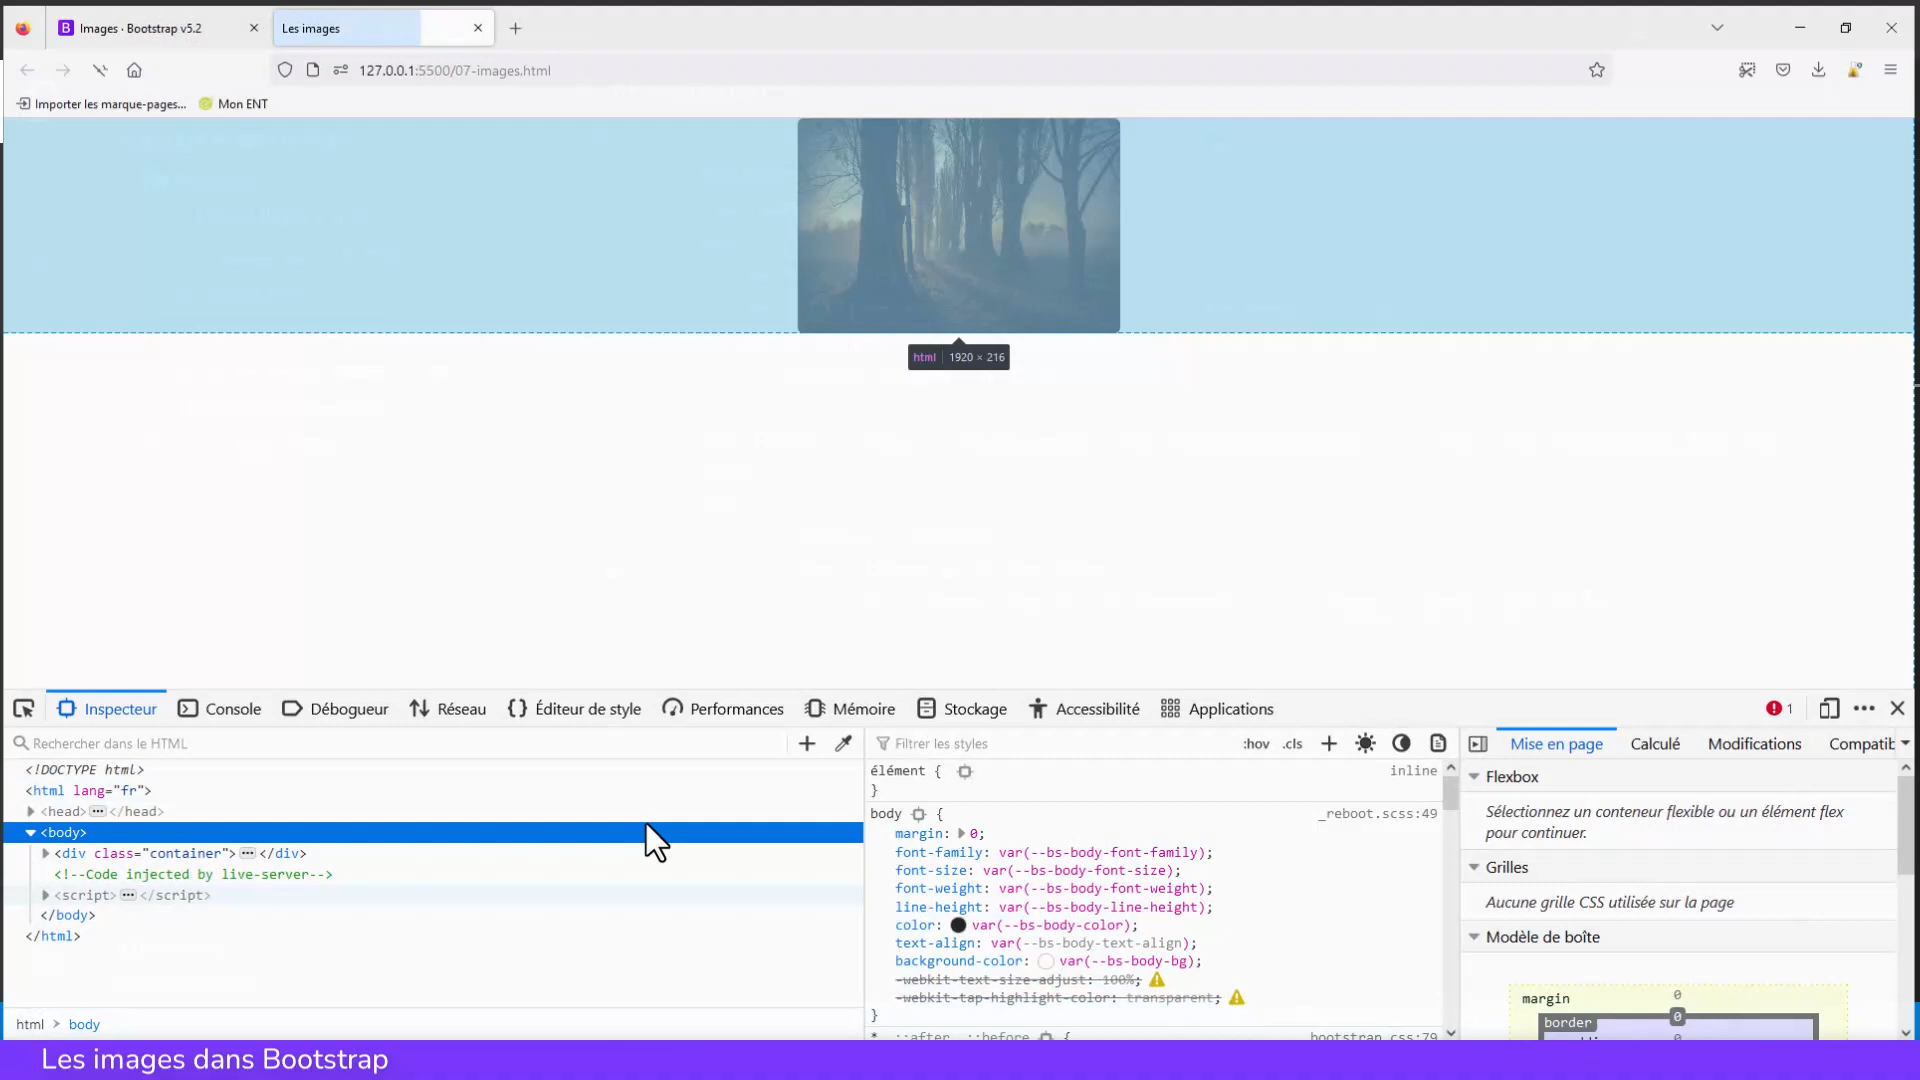 Images · Bootstrap v5.2
Les images
127.0.0.1:5500/07-images.html
Importer les marque-pages...
Mon ENT
html 1920 × 216
Inspecteur
Console
Débogueur
Réseau
Éditeur de style
Performances
Mémoire
Stockage
Accessibilité
Applications
1
Rechercher dans le HTML
<!DOCTYPE html>
<html lang="fr">
<head> </head>
<body>
<div class="container"> </div>
<!--Code injected by live-server-->
<script> </script>
</body>
</html>
html > body
Filtrer les styles
:hov .cls
élément { inline
}
body { _reboot.scss:49
margin: 0;
font-family: var(--bs-body-font-family);
font-size: var(--bs-body-font-size);
font-weight: var(--bs-body-font-weight);
line-height: var(--bs-body-line-height);
color: var(--bs-body-color);
text-align: var(--bs-body-text-align);
background-color: var(--bs-body-bg);
-webkit-text-size-adjust: 100%;
-webkit-tap-highlight-color: transparent;
}
*, ::after, ::before { bootstrap.css:79
Mise en page
Calculé
Modifications
Compatib
Flexbox
Sélectionnez un conteneur flexible ou un élément flex
pour continuer.
Grilles
Aucune grille CSS utilisée sur la page
Modèle de boîte
margin 0
border 0
Les images dans Bootstrap